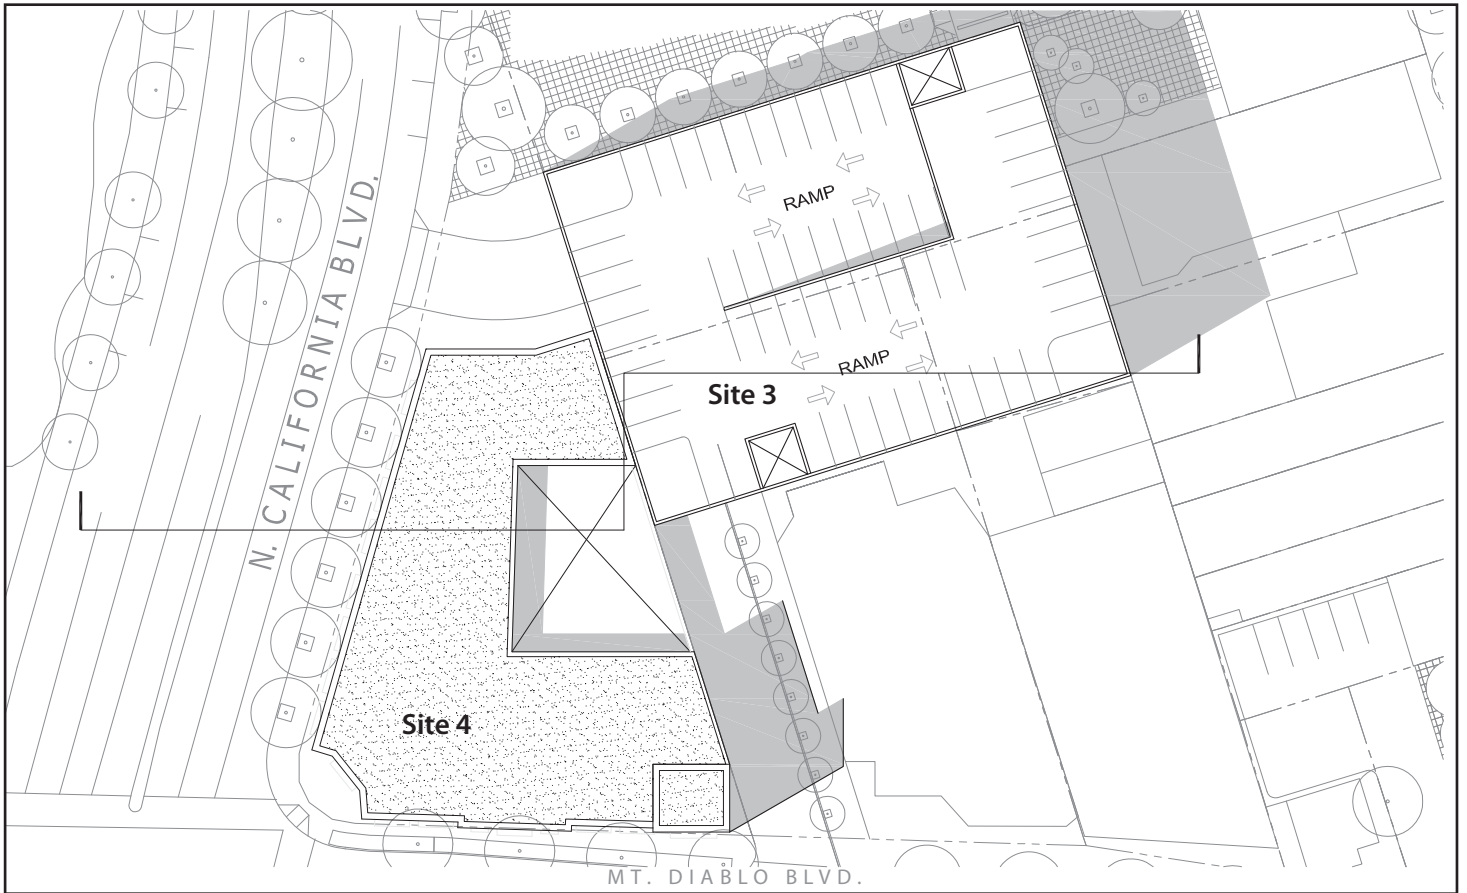 RAMP
N. CALIFORNIA BLVD.
RAMP
Site 3
Site 4
MT. DIABLO BLVD.